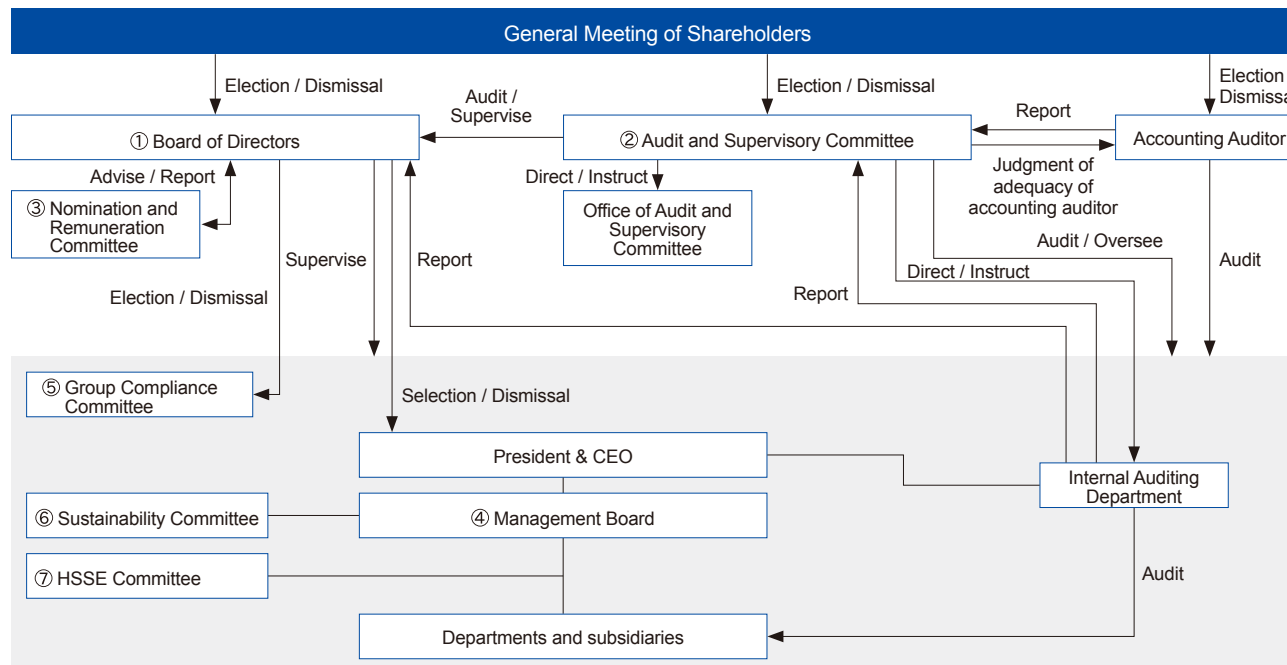 General Meeting of Shareholders
Election / Dismissal
Election / Dismissal
Election
Dismissa
Audit /
Supervise
Report
① Board of Directors
② Audit and Supervisory Committee
Accounting Auditor
Advise / Report
Direct / Instruct
Judgment of
adequacy of
accounting auditor
③ Nomination and
Remuneration
Committee
Office of Audit and
Supervisory
Committee
Audit / Oversee
Supervise
Report
Direct / Instruct
Audit
Election / Dismissal
Report
⑤ Group Compliance
Committee
Selection / Dismissal
President & CEO
Internal Auditing
Department
⑥ Sustainability Committee
④ Management Board
⑦ HSSE Committee
Audit
Departments and subsidiaries